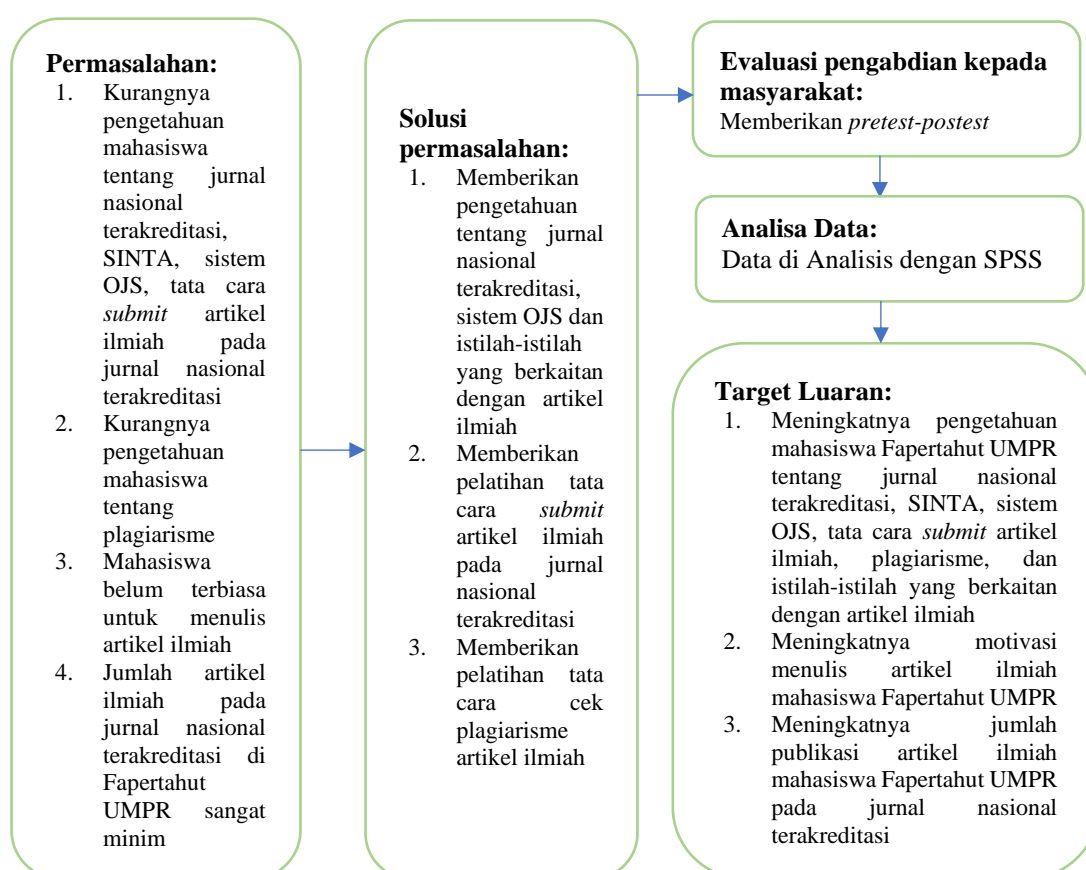 Permasalahan:
1. Kurangnya
pengetahuan
mahasiswa
tentang jurnal
nasional
terakreditasi,
SINTA, sistem
OJS, tata cara
submit artikel
ilmiah pada
jurnal nasional
terakreditasi
2. Kurangnya
pengetahuan
mahasiswa
tentang
plagiarisme
3. Mahasiswa
belum terbiasa
untuk menulis
artikel ilmiah
4. Jumlah artikel
ilmiah pada
jurnal nasional
terakreditasi di
Fapertahut
UMPR sangat
minim
Solusi
permasalahan:
1. Memberikan
pengetahuan
tentang jurnal
nasional
terakreditasi,
sistem OJS dan
istilah-istilah
yang berkaitan
dengan artikel
ilmiah
2. Memberikan
pelatihan tata
cara submit
artikel ilmiah
pada jurnal
nasional
terakreditasi
3. Memberikan
pelatihan tata
cara cek
plagiarisme
artikel ilmiah
Evaluasi pengabdian kepada
masyarakat:
Memberikan pretest-postest
Analisa Data:
Data di Analisis dengan SPSS
Target Luaran:
1. Meningkatnya pengetahuan
mahasiswa Fapertahut UMPR
tentang jurnal nasional
terakreditasi, SINTA, sistem
OJS, tata cara submit artikel
ilmiah, plagiarisme, dan
istilah-istilah yang berkaitan
dengan artikel ilmiah
2. Meningkatnya motivasi
menulis artikel ilmiah
mahasiswa Fapertahut UMPR
3. Meningkatnya jumlah
publikasi artikel ilmiah
mahasiswa Fapertahut UMPR
pada jurnal nasional
terakreditasi